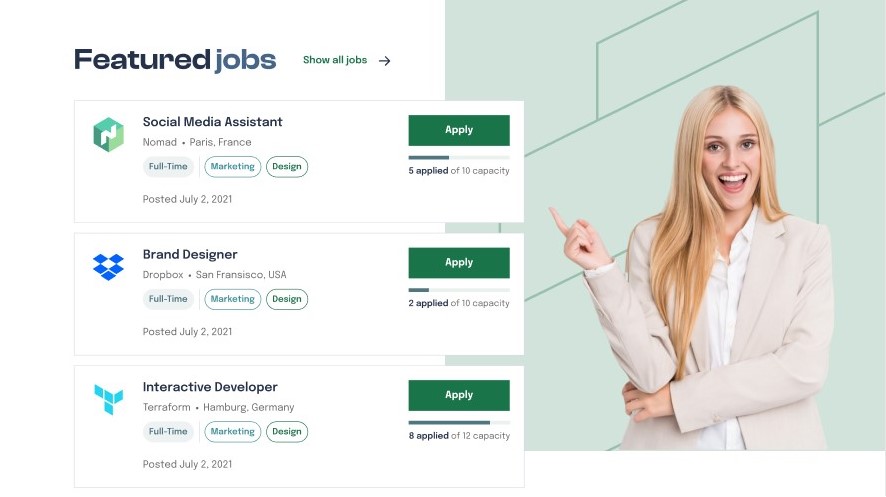 Featured jobs
Show all jobs
Social Media Assistant
Nomad • Paris, France
Full-Time Marketing Design
Posted July 2, 2021
Apply
5 applied of 10 capacity
Brand Designer
Dropbox • San Fransisco, USA
Full-Time Marketing Design
Posted July 2, 2021
Apply
2 applied of 10 capacity
Interactive Developer
Terraform • Hamburg, Germany
Full-Time Marketing Design
Posted July 2, 2021
Apply
8 applied of 12 capacity